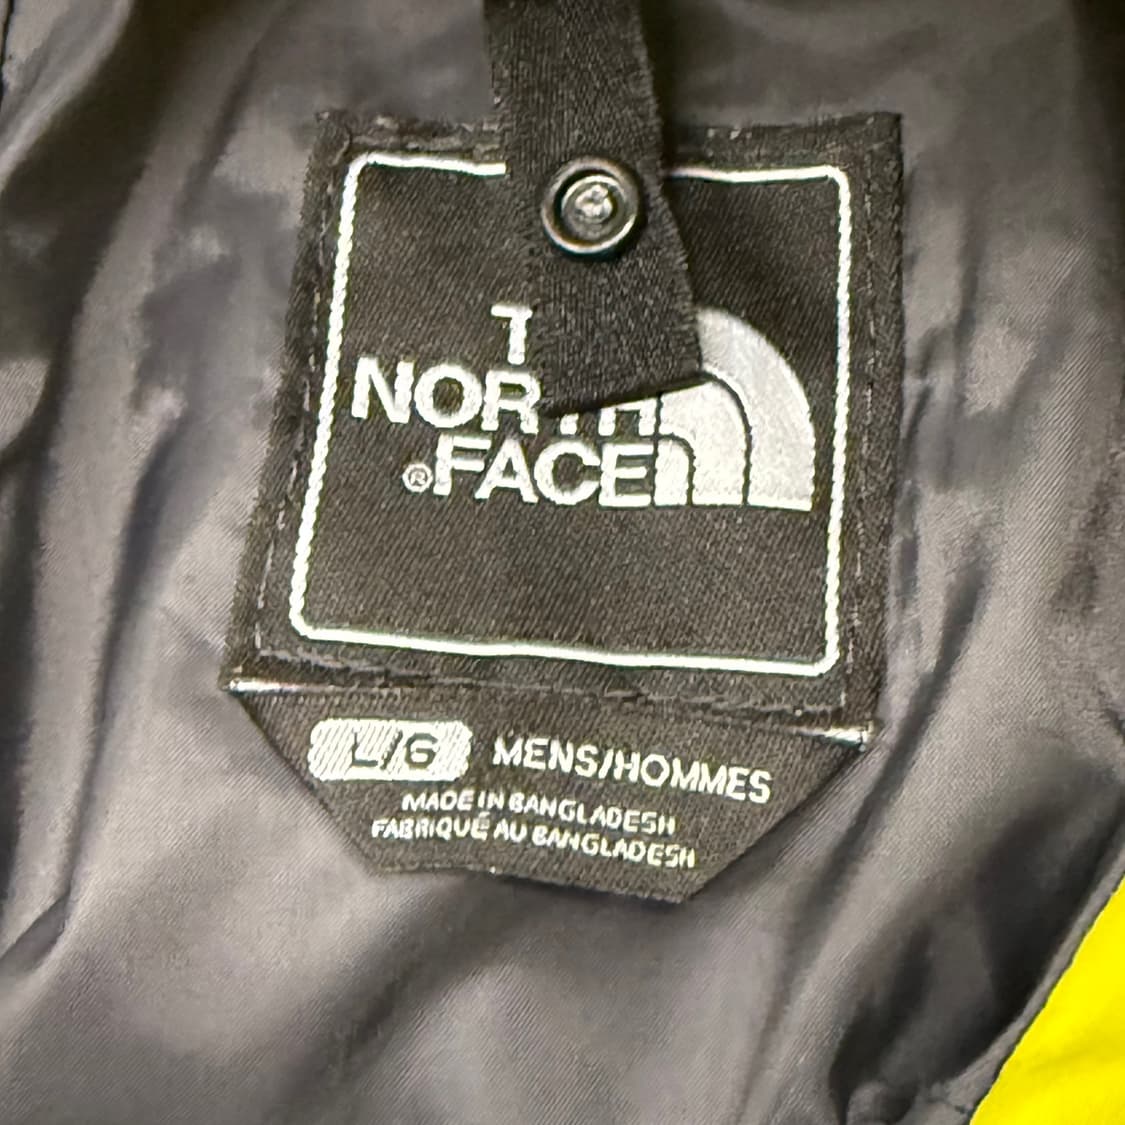 T
NORTH
®FACE
L/G MENS/HOMMES
MADE IN BANGLADESH
FABRIQUÉ AU BANGLADESH